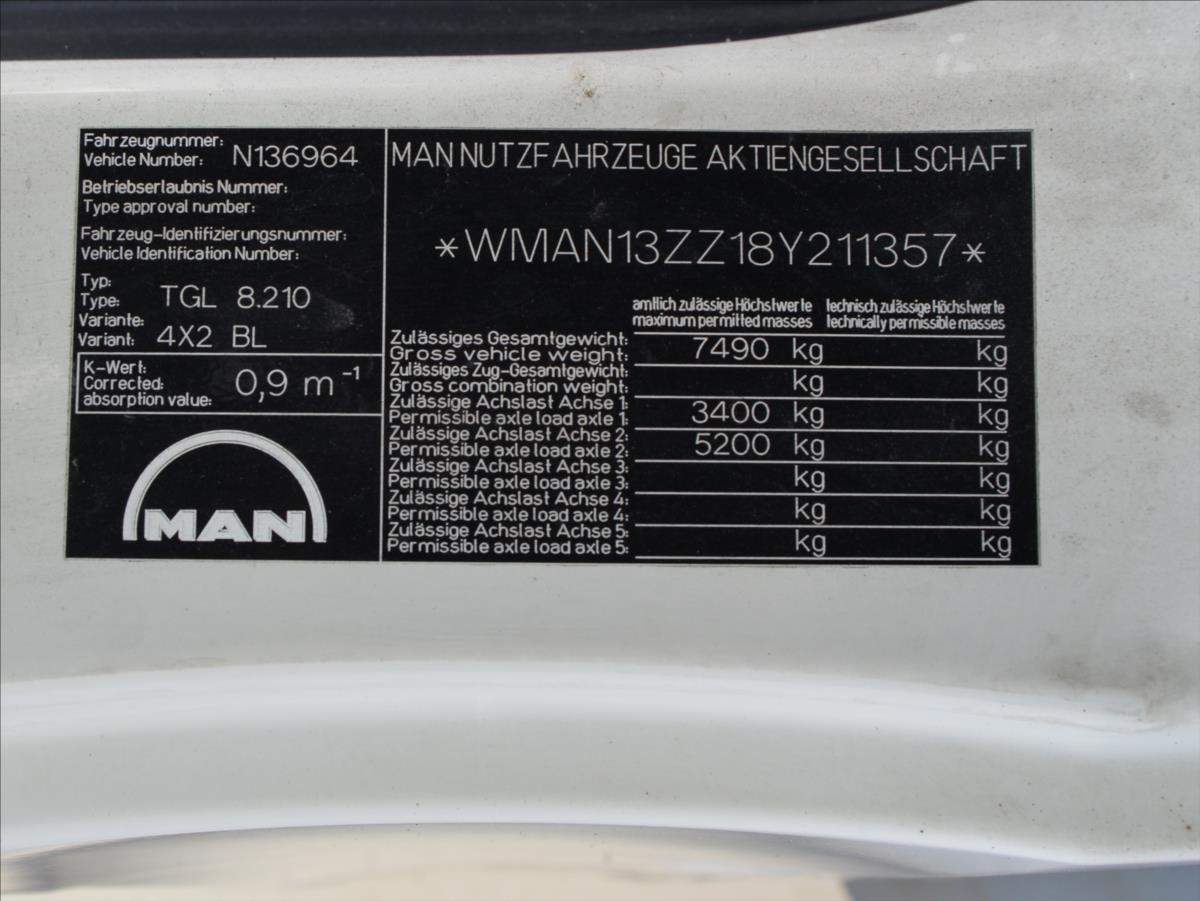 Fahrzeugnummer:
Vehicle Number: N136964
Betriebserlaubnis Nummer:
Type approval number:
Fahrzeug-Identifizierungsnummer:
Vehicle Identification Number:
Typ:
Type: TGL 8.210
Variante:
Variant: 4X2 BL
K-Wert:
Corrected: 0,9 m⁻¹
absorption value:
MAN
MAN NUTZFAHRZEUGE AKTIENGESELLSCHAFT
*WMAN13ZZ18Y211357*
amtlich zulässige Höchstwerte technisch zulässige Höchstwerte
maximum permitted masses technically permissible masses
Zulässiges Gesamtgewicht:
Gross vehicle weight: 7490 kg kg
Zulässiges Zug-Gesamtgewicht:
Gross combination weight: kg kg
Zulässige Achslast Achse 1:
Permissible axle load axle 1: 3400 kg kg
Zulässige Achslast Achse 2:
Permissible axle load axle 2: 5200 kg kg
Zulässige Achslast Achse 3:
Permissible axle load axle 3: kg kg
Zulässige Achslast Achse 4:
Permissible axle load axle 4: kg kg
Zulässige Achslast Achse 5:
Permissible axle load axle 5: kg kg